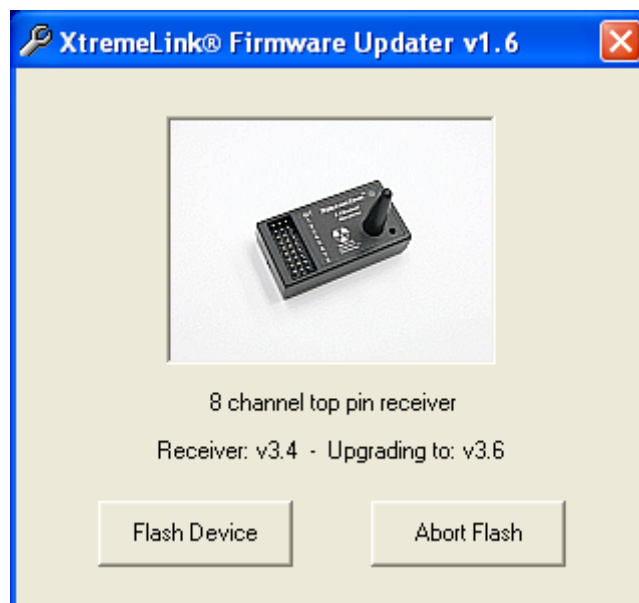 XtremeLink® Firmware Updater v1.6
8 channel top pin receiver
Receiver: v3.4 - Upgrading to: v3.6
Flash Device
Abort Flash